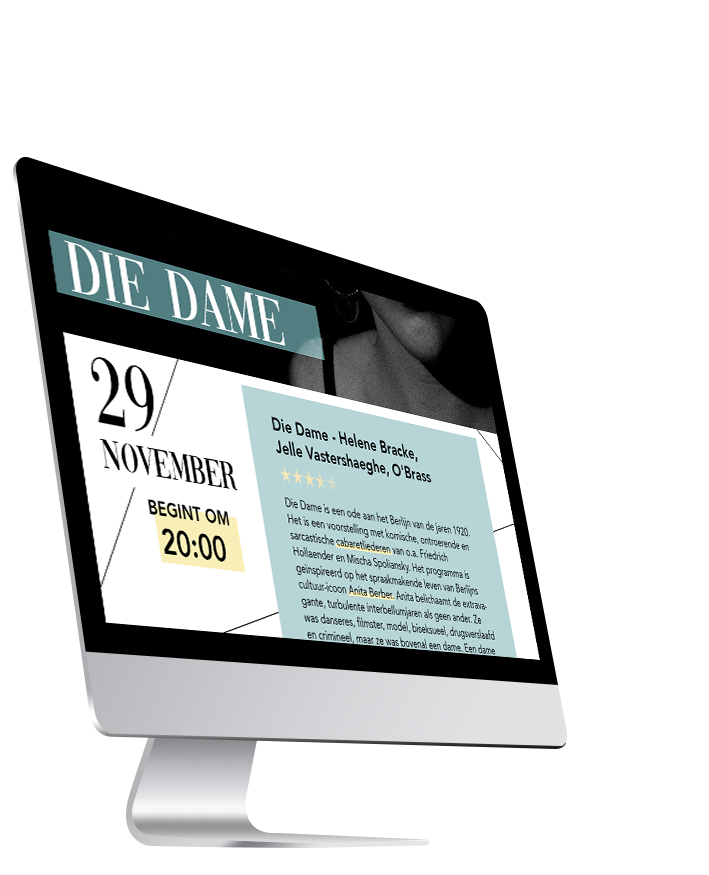 DIE DAME
29
NOVEMBER
BEGINT OM
20:00
Die Dame - Helene Bracke,
Jelle Vastershaeghe, O'Brass
Die Dame is een ode aan het Berlijn van de jaren 1920.
Het is een voorstelling met komische, ontroerende en
sarcastische cabaretliederen van o.a. Friedrich
Hollaender en Mischa Spoliansky. Het programma is
geïnspireerd op het spraakmakende leven van Berlijns
cultuur-icoon Anita Berber. Anita belichaamt de extrava-
gante, turbulente interbellumjaren als geen ander. Ze
was danseres, filmster, model, biseksueel, drugsverslaafd
en crimineel, maar ze was bovenal een dame. Een dame